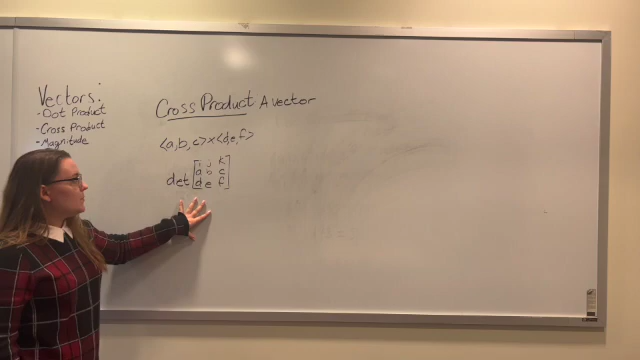 Vectors:
- Dot Product
- Cross Product
- Magnitude
Cross Product A vector
<a,b,c>x<d,e,f>
i j k
det a b c
d e f